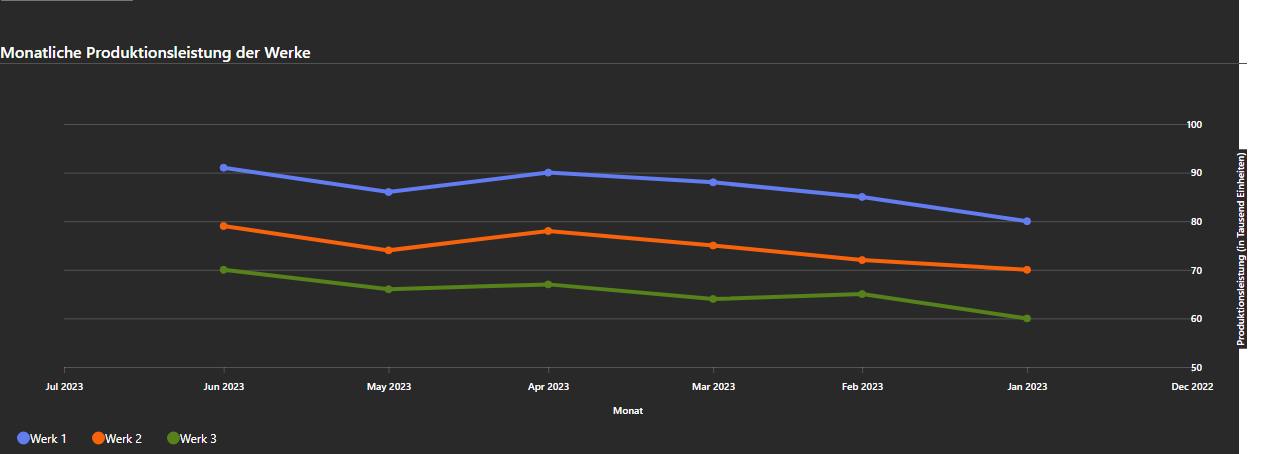 Monatliche Produktionsleistung der Werke
100
90
80
70
60
50
Produktionsleistung (in Tausend Einheiten)
Jul 2023 Jun 2023 May 2023 Apr 2023 Mar 2023 Feb 2023 Jan 2023 Dec 2022
Monat
Werk 1 Werk 2 Werk 3